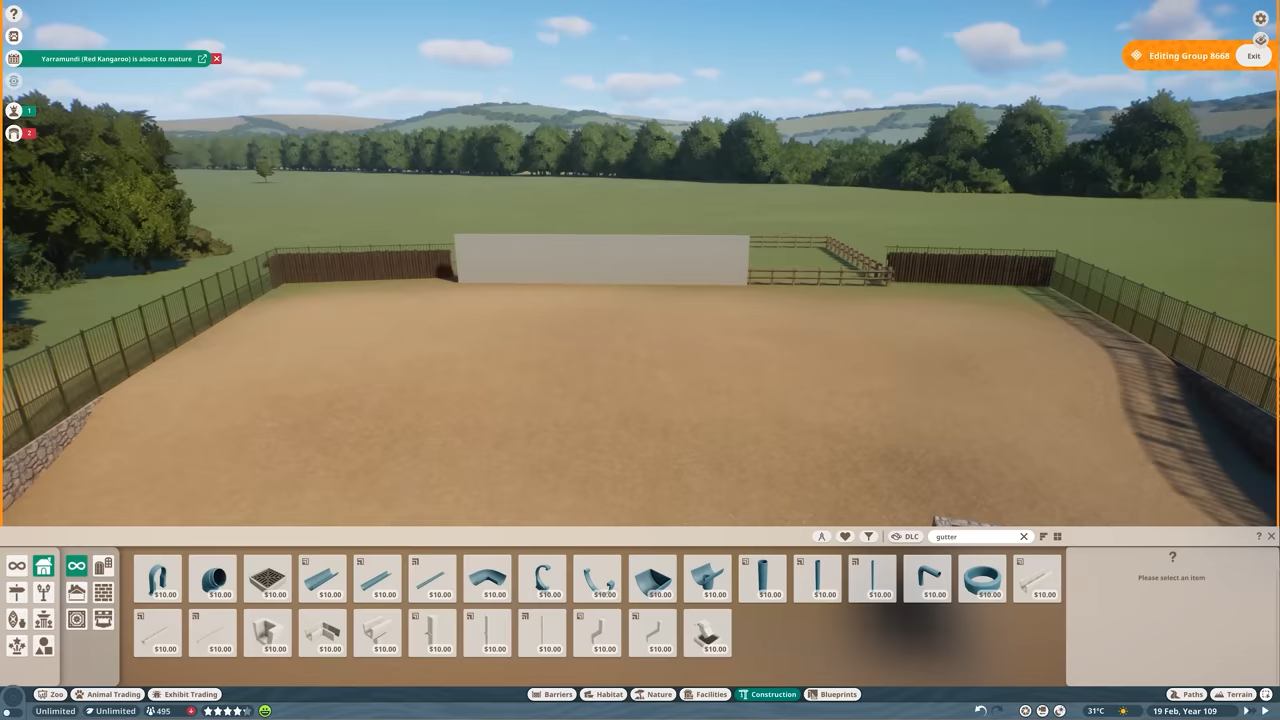 ?
Yarramundi (Red Kangaroo) is about to mature
Editing Group 8668
Exit
1
2
DLC
gutter
?
?
Please select an item
$10.00 $10.00 $10.00 $10.00 $10.00 $10.00 $10.00 $10.00 $10.00 $10.00 $10.00 $10.00 $10.00 $10.00 $10.00 $10.00 $10.00
$10.00 $10.00 $10.00 $10.00 $10.00 $10.00 $10.00 $10.00 $10.00 $10.00 $10.00
Zoo Animal Trading Exhibit Trading Barriers Habitat Nature Facilities Construction Blueprints Paths Terrain
Unlimited Unlimited 495 31°C 19 Feb, Year 109